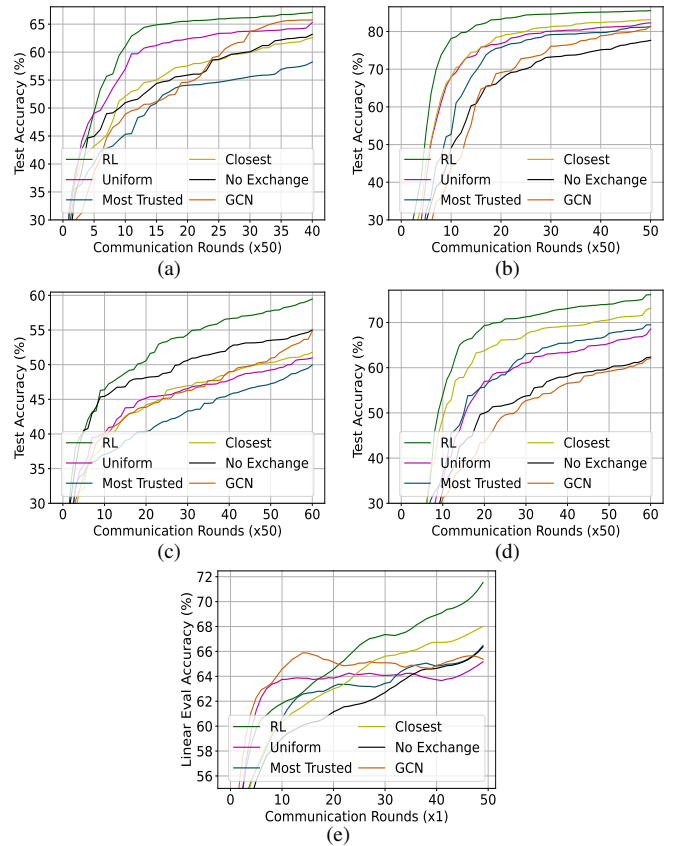 65
60
55
50
45
40
35
30
Test Accuracy (%)
RL
Uniform
Most Trusted
Closest
No Exchange
GCN
0 5 10 15 20 25 30 35 40
Communication Rounds (x50)
(a)
80
70
60
50
40
30
Test Accuracy (%)
RL
Uniform
Most Trusted
Closest
No Exchange
GCN
0 10 20 30 40 50
Communication Rounds (x50)
(b)
60
55
50
45
40
35
30
Test Accuracy (%)
RL
Uniform
Most Trusted
Closest
No Exchange
GCN
0 10 20 30 40 50 60
Communication Rounds (x50)
(c)
70
60
50
40
30
Test Accuracy (%)
RL
Uniform
Most Trusted
Closest
No Exchange
GCN
0 10 20 30 40 50 60
Communication Rounds (x50)
(d)
72
70
68
66
64
62
60
58
56
Linear Eval Accuracy (%)
RL
Uniform
Most Trusted
Closest
No Exchange
GCN
0 10 20 30 40 50
Communication Rounds (x1)
(e)